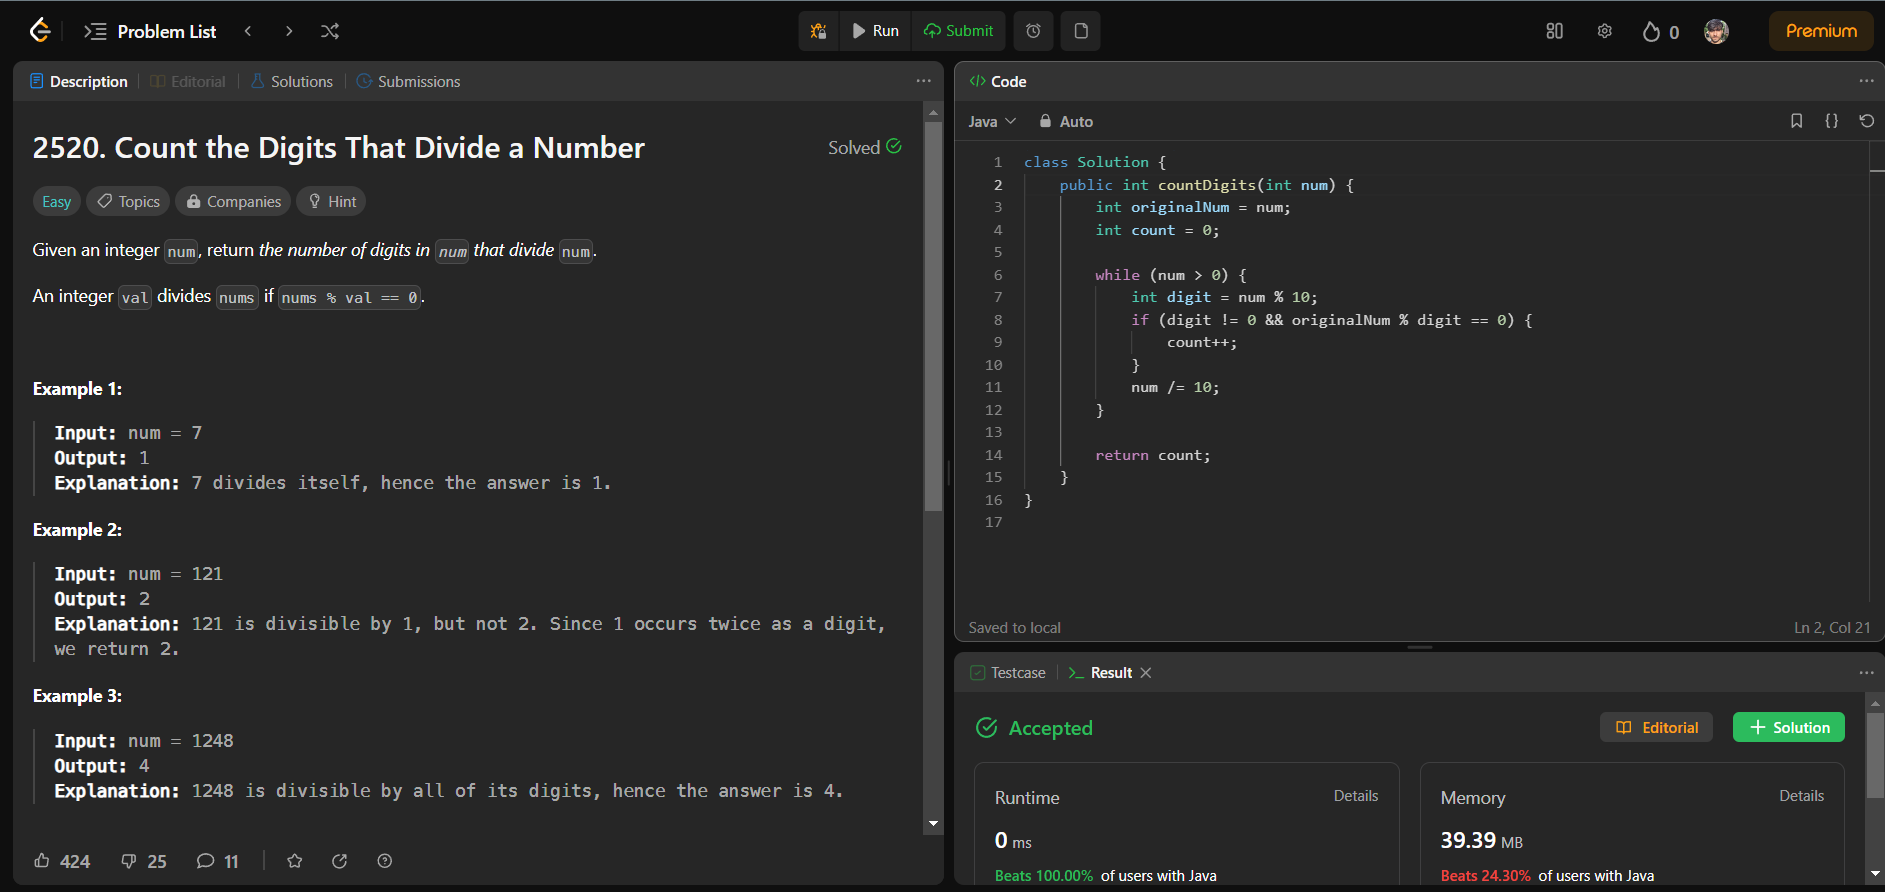 Problem List
Run
Submit
0
Premium
Description
Editorial
Solutions
Submissions
2520. Count the Digits That Divide a Number
Solved
Easy
Topics
Companies
Hint
Given an integer num, return the number of digits in num that divide num.
An integer val divides nums if nums % val == 0.
Example 1:
Input: num = 7
Output: 1
Explanation: 7 divides itself, hence the answer is 1.
Example 2:
Input: num = 121
Output: 2
Explanation: 121 is divisible by 1, but not 2. Since 1 occurs twice as a digit,
we return 2.
Example 3:
Input: num = 1248
Output: 4
Explanation: 1248 is divisible by all of its digits, hence the answer is 4.
424
25
11
</> Code
Java
Auto
1 class Solution {
2 public int countDigits(int num) {
3 int originalNum = num;
4 int count = 0;
5
6 while (num > 0) {
7 int digit = num % 10;
8 if (digit != 0 && originalNum % digit == 0) {
9 count++;
10 }
11 num /= 10;
12 }
13
14 return count;
15 }
16 }
17
Saved to local
Ln 2, Col 21
Testcase
Result
Accepted
Editorial
Solution
Runtime
Details
0 ms
Beats 100.00% of users with Java
Memory
Details
39.39 MB
Beats 24.30% of users with Java